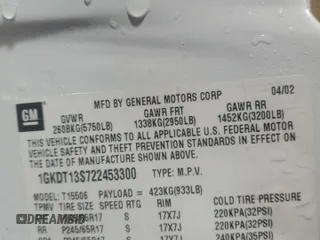 MFD BY GENERAL MOTORS CORP 04/02
GM
GVWR GAWR FRT GAWR RR
2608KG(5750LB) 1338KG(2950LB) 1452KG(3200LB)
THIS VEHICLE CONFORMS TO ALL APPLICABLE U.S. FEDERAL MOTOR
VEHICLE SAFETY AND THEFT PREVENTION STANDARDS IN EFFECT ON
THE DATE OF MANUFACTURE SHOWN ABOVE.
1GKDT13S722453300 TYPE: M.P.V.
MODEL: T15506 PAYLOAD = 423KG(933LB)
TPMV TIRE SIZE SPEED RTG RIM COLD TIRE PRESSURE
S 17X7J 220KPA(32PSI)
RR P245/65R17 S 17X7J 220KPA(32PSI)
DREAMBID